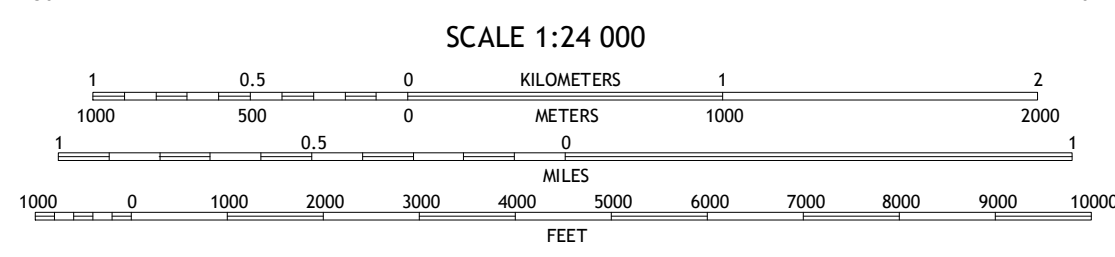 SCALE 1:24 000
1 0.5 0 KILOMETERS 1 2
1000 500 0 METERS 1000 2000
1 0.5 0 1
MILES
1000 0 1000 2000 3000 4000 5000 6000 7000 8000 9000 10000
FEET